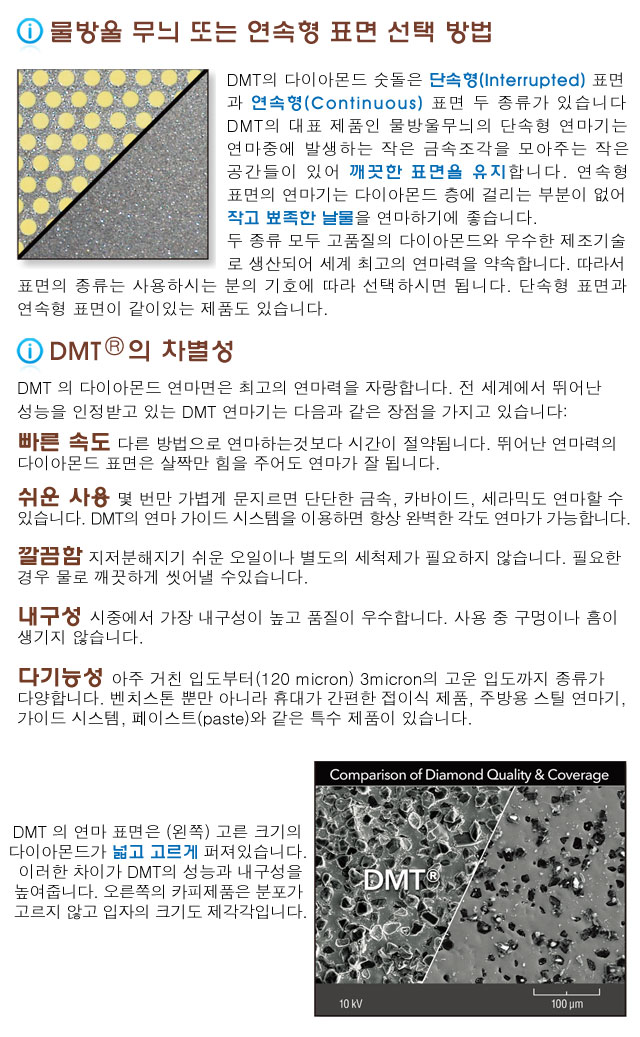 물방울 무늬 또는 연속형 표면 선택 방법
DMT의 다이아몬드 숫돌은 단속형(Interrupted) 표면
과 연속형(Continuous) 표면 두 종류가 있습니다
DMT의 대표 제품인 물방울무늬의 단속형 연마기는
연마중에 발생하는 작은 금속조각을 모아주는 작은
공간들이 있어 깨끗한 표면을 유지합니다. 연속형
표면의 연마기는 다이아몬드 층에 걸리는 부분이 없어
작고 뾰족한 날물을 연마하기에 좋습니다.
두 종류 모두 고품질의 다이아몬드와 우수한 제조기술
로 생산되어 세계 최고의 연마력을 약속합니다. 따라서
표면의 종류는 사용하시는 분의 기호에 따라 선택하시면 됩니다. 단속형 표면과
연속형 표면이 같이있는 제품도 있습니다.
DMT®의 차별성
DMT 의 다이아몬드 연마면은 최고의 연마력을 자랑합니다. 전 세계에서 뛰어난
성능을 인정받고 있는 DMT 연마기는 다음과 같은 장점을 가지고 있습니다:
빠른 속도 다른 방법으로 연마하는것보다 시간이 절약됩니다. 뛰어난 연마력의
다이아몬드 표면은 살짝만 힘을 주어도 연마가 잘 됩니다.
쉬운 사용 몇 번만 가볍게 문지르면 단단한 금속, 카바이드, 세라믹도 연마할 수
있습니다. DMT의 연마 가이드 시스템을 이용하면 항상 완벽한 각도 연마가 가능합니다.
깔끔함 지저분해지기 쉬운 오일이나 별도의 세척제가 필요하지 않습니다. 필요한
경우 물로 깨끗하게 씻어낼 수있습니다.
내구성 시중에서 가장 내구성이 높고 품질이 우수합니다. 사용 중 구멍이나 흠이
생기지 않습니다.
다기능성 아주 거친 입도부터(120 micron) 3micron의 고운 입도까지 종류가
다양합니다. 벤치스톤 뿐만 아니라 휴대가 간편한 접이식 제품, 주방용 스틸 연마기,
가이드 시스템, 페이스트(paste)와 같은 특수 제품이 있습니다.
DMT 의 연마 표면은 (왼쪽) 고른 크기의
다이아몬드가 넓고 고르게 퍼져있습니다.
이러한 차이가 DMT의 성능과 내구성을
높여줍니다. 오른쪽의 카피제품은 분포가
고르지 않고 입자의 크기도 제각각입니다.
Comparison of Diamond Quality & Coverage
DMT®
10 kV
100 µm